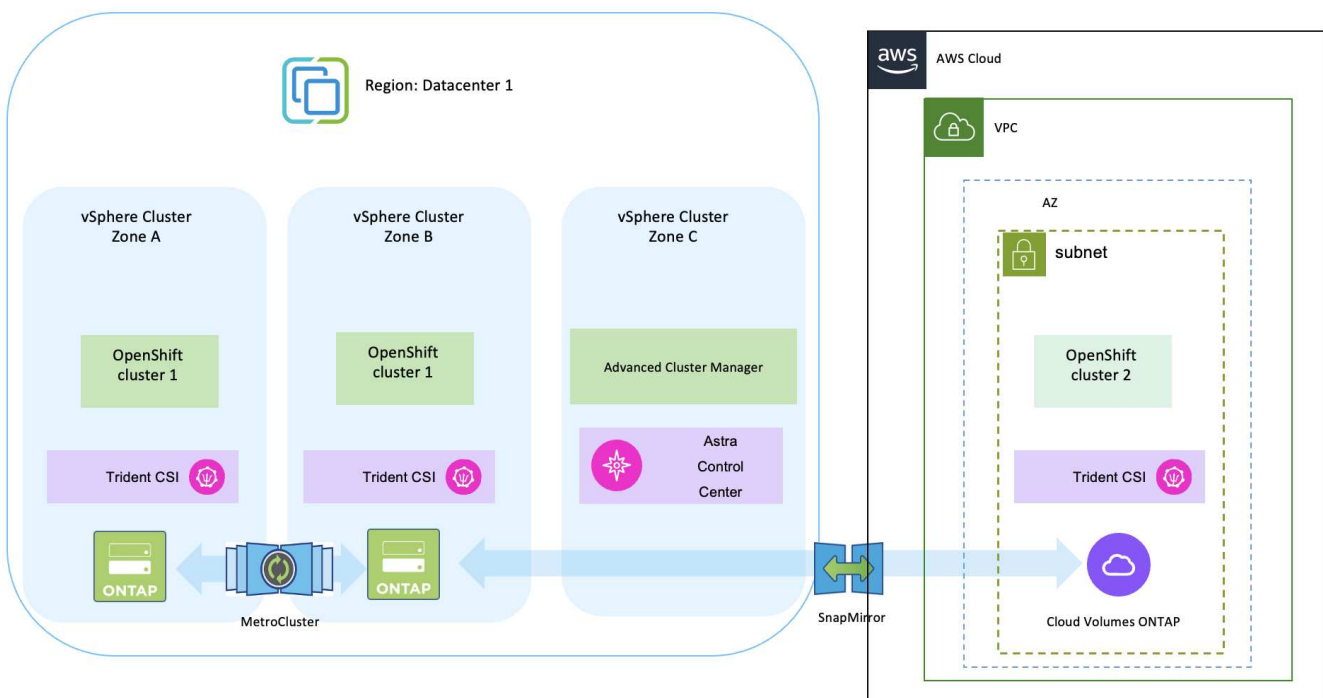 Region: Datacenter 1
aws
AWS Cloud
VPC
AZ
subnet
vSphere Cluster
Zone A
vSphere Cluster
Zone B
vSphere Cluster
Zone C
OpenShift
cluster 1
OpenShift
cluster 1
Advanced Cluster Manager
OpenShift
cluster 2
Trident CSI
Trident CSI
Astra
Control
Center
Trident CSI
ONTAP
ONTAP
MetroCluster
SnapMirror
Cloud Volumes ONTAP